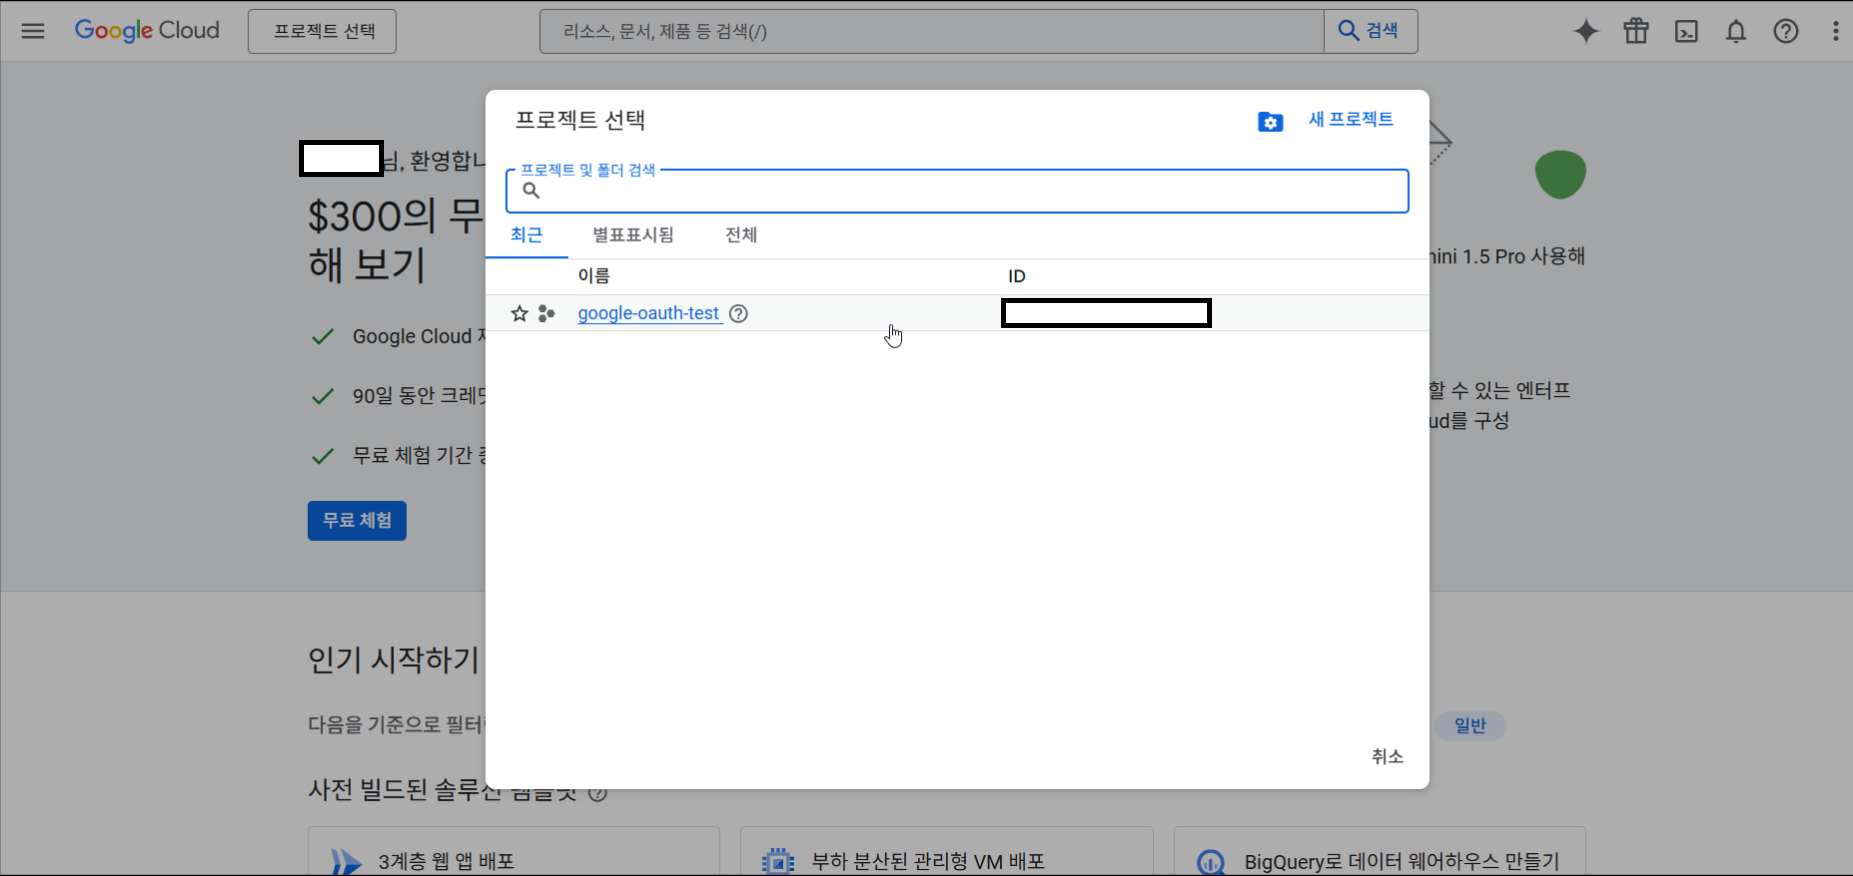 Google Cloud
프로젝트 선택
리소스, 문서, 제품 등 검색(/)
검색
프로젝트 선택
새 프로젝트
프로젝트 및 폴더 검색
최근
별표표시됨
전체
이름
ID
google-oauth-test
취소
님, 환영합니
$300의 무
해 보기
Google Cloud
90일 동안
무료 체험 기간
무료 체험
1.5 Pro 사용해
할 수 있는 엔터프
를 구성
인기 시작하기
다음을 기준으로
일반
사전 빌드된 솔루션 템플릿
3계층 웹 앱 배포
부하 분산된 관리형 VM 배포
BigQuery로 데이터 웨어하우스 만들기